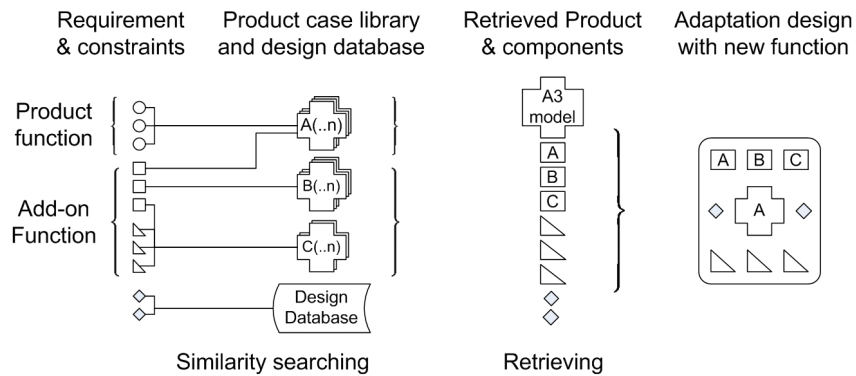 Requirement
& constraints
Product case library
and design database
Retrieved Product
& components
Adaptation design
with new function
Product
function
Add-on
Function
A(..n)
B(..n)
C(..n)
Design
Database
A3
model
A
B
C
A B C
A
Similarity searching
Retrieving